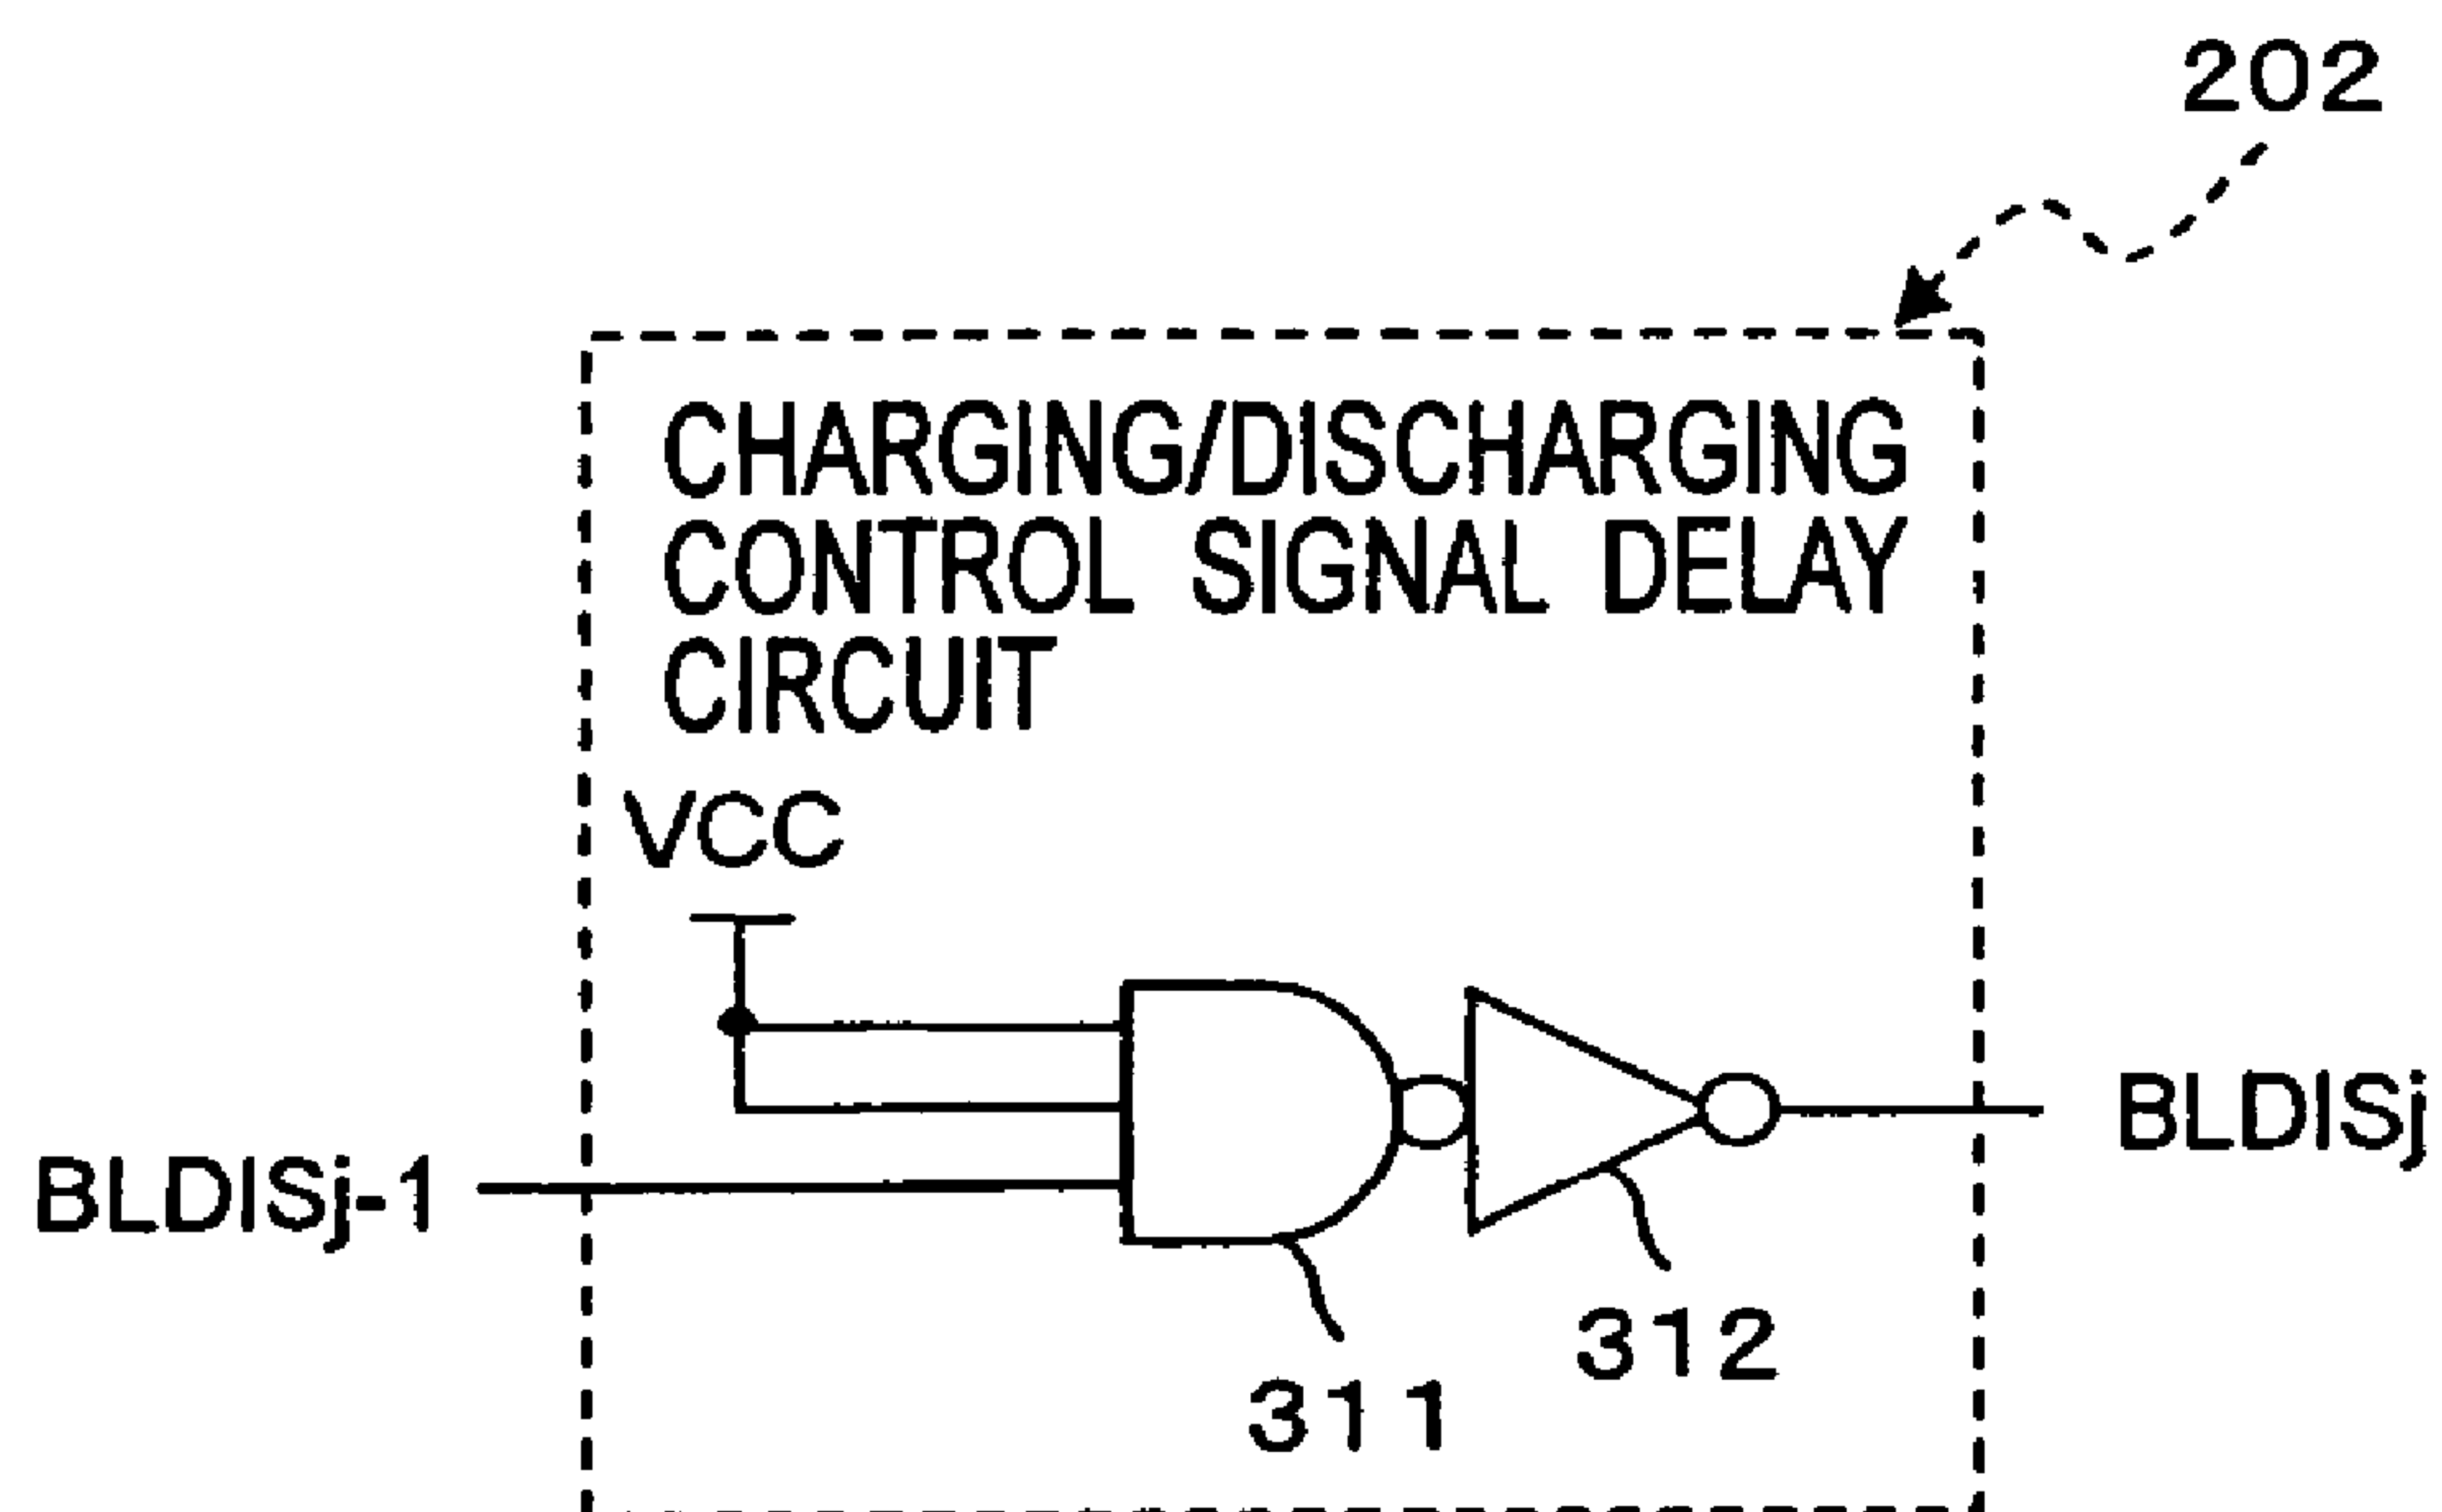 202
CHARGING/DISCHARGING
CONTROL SIGNAL DELAY
CIRCUIT
VCC
BLDISj-1
BLDISj
312
311